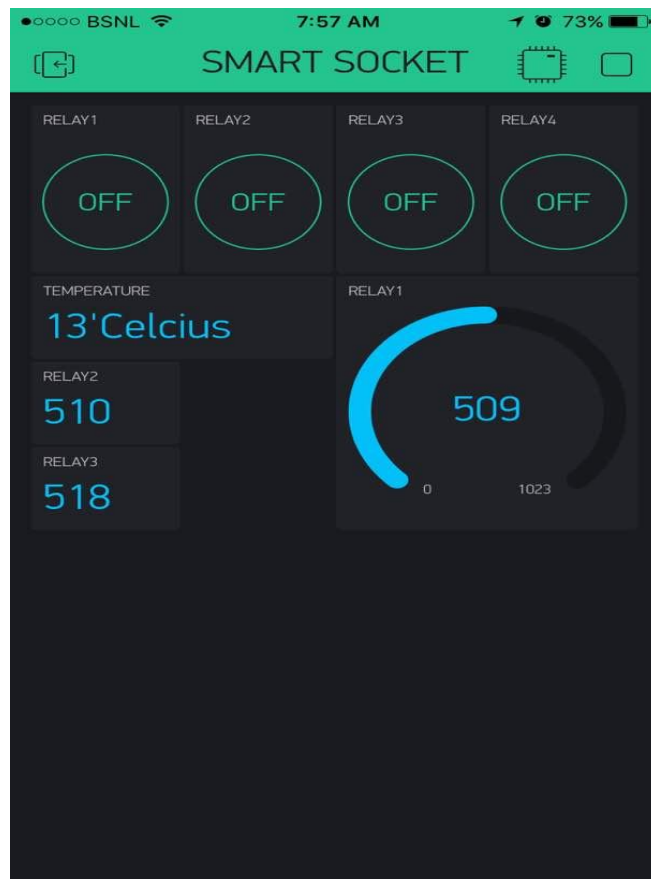 BSNL 7:57 AM 73%
SMART SOCKET
RELAY1 RELAY2 RELAY3 RELAY4
OFF OFF OFF OFF
TEMPERATURE
13'Celcius
RELAY1
509
0 1023
RELAY2
510
RELAY3
518